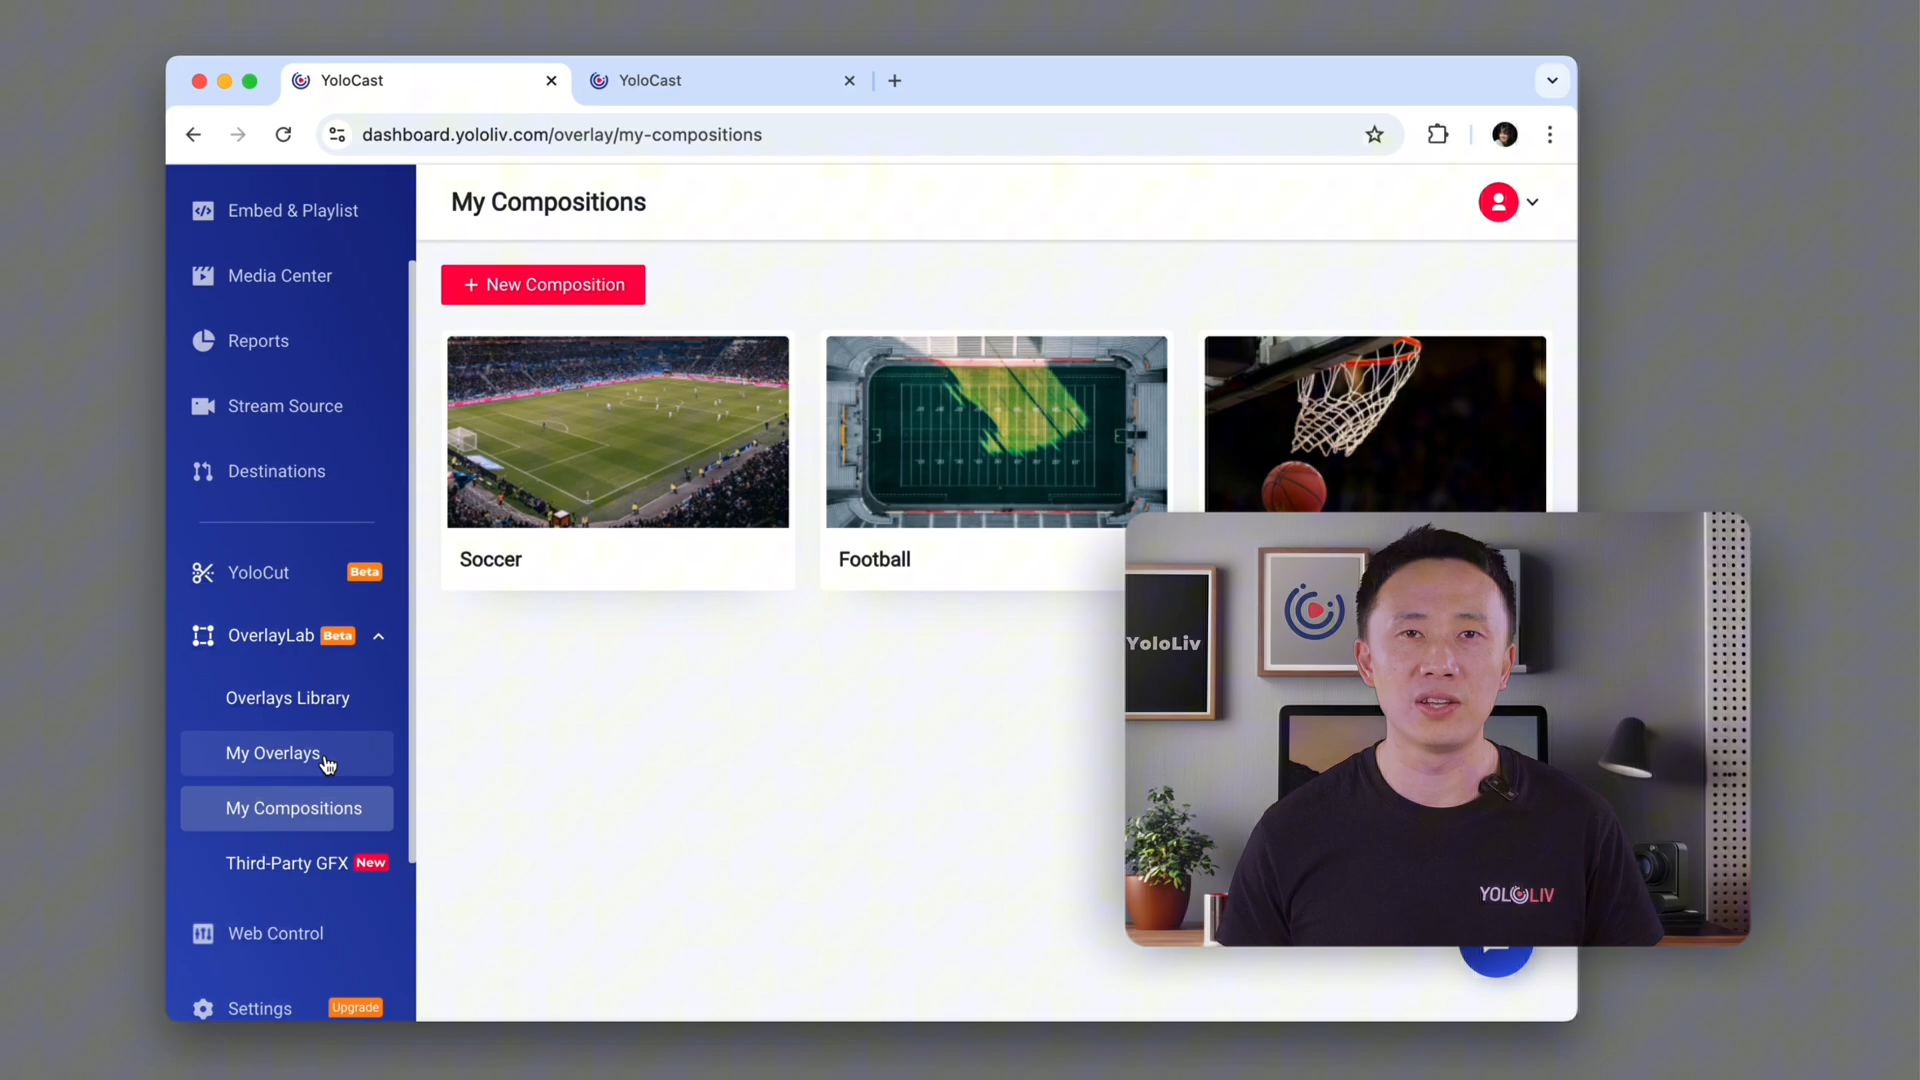 YoloCast
YoloCast
dashboard.yololiv.com/overlay/my-compositions
Embed & Playlist
Media Center
Reports
Stream Source
Destinations
YoloCut Beta
OverlayLab Beta
Overlays Library
My Overlays
My Compositions
Third-Party GFX New
Web Control
Settings Upgrade
My Compositions
+ New Composition
Soccer
Football
YoloLiv
YOLOLIV